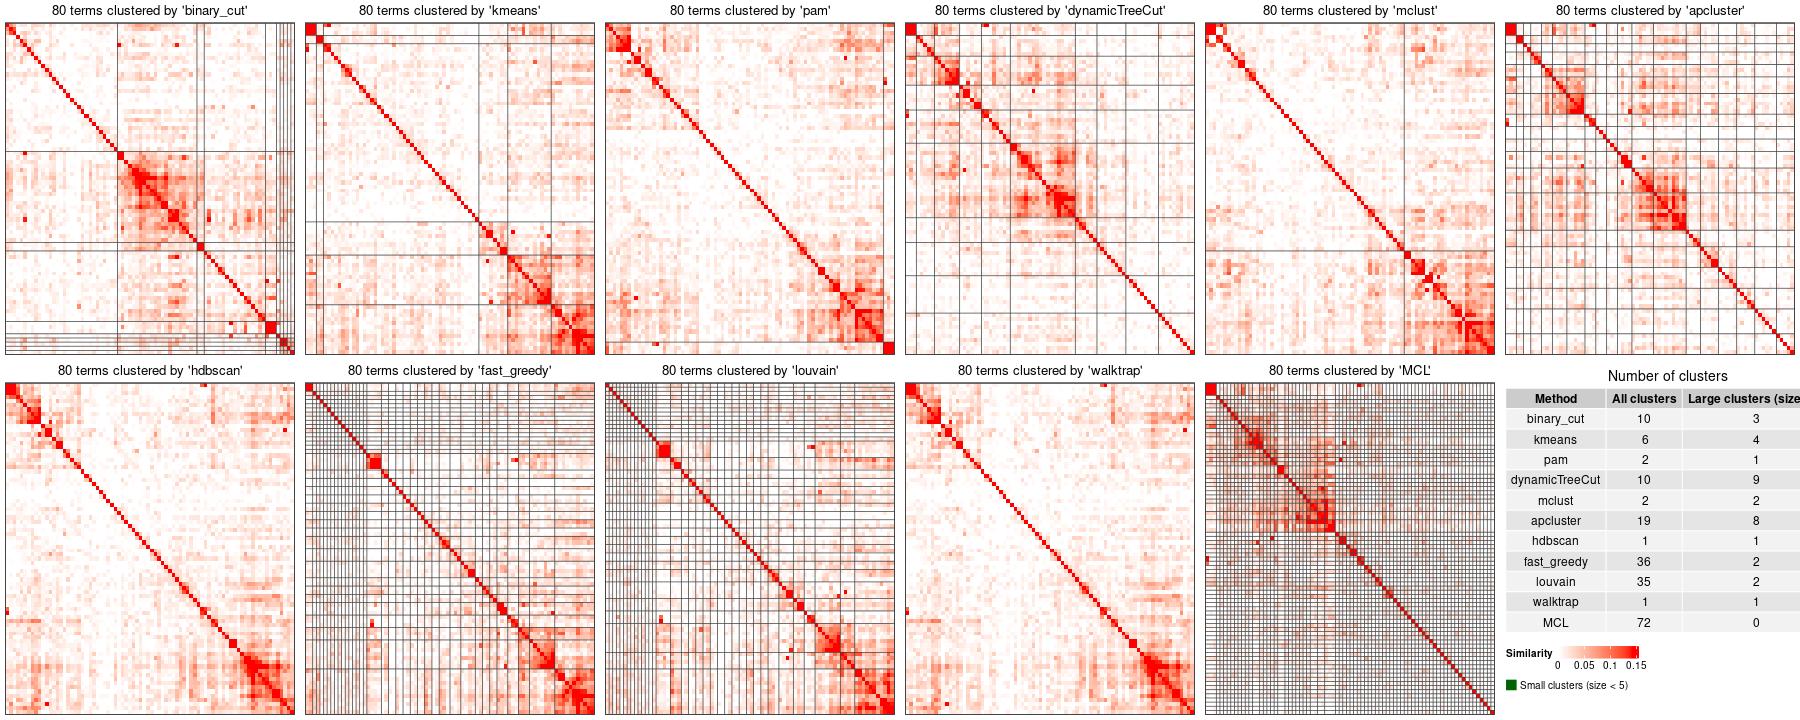 80 terms clustered by 'binary_cut'
80 terms clustered by 'kmeans'
80 terms clustered by 'pam'
80 terms clustered by 'dynamicTreeCut'
80 terms clustered by 'mclust'
80 terms clustered by 'apcluster'
80 terms clustered by 'hdbscan'
80 terms clustered by 'fast_greedy'
80 terms clustered by 'louvain'
80 terms clustered by 'walktrap'
80 terms clustered by 'MCL'
Number of clusters
Method All clusters Large clusters (size
binary_cut 10 3
kmeans 6 4
pam 2 1
dynamicTreeCut 10 9
mclust 2 2
apcluster 19 8
hdbscan 1 1
fast_greedy 36 2
louvain 35 2
walktrap 1 1
MCL 72 0
Similarity
0 0.05 0.1 0.15
Small clusters (size < 5)